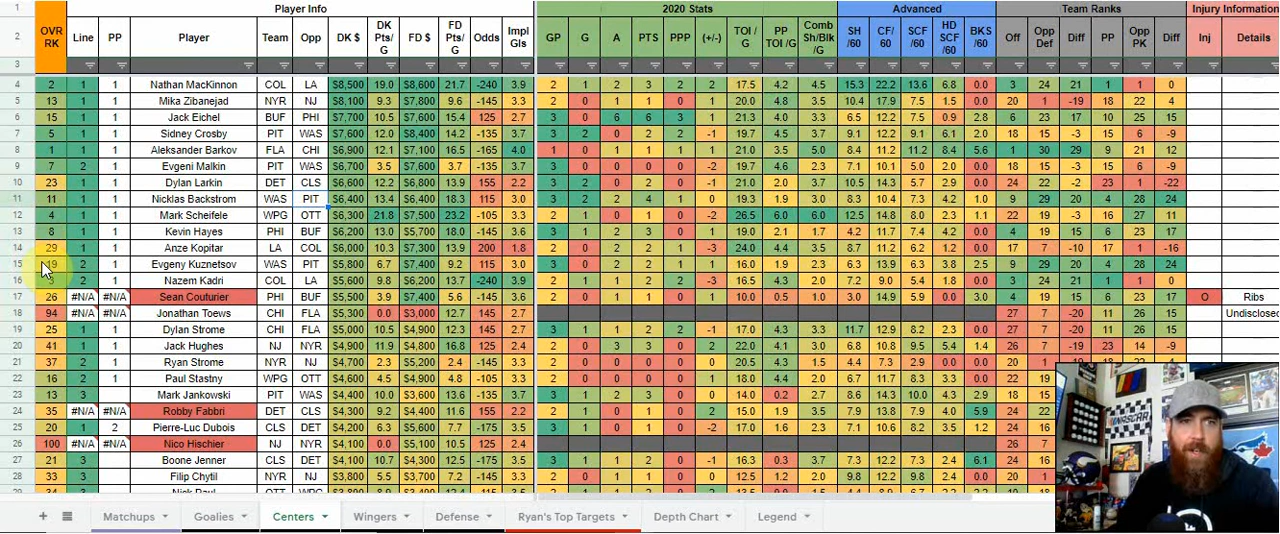 1 Player Info 2020 Stats Advanced Team Ranks Injury Information
2 OVR RK Line PP Player Team Opp DK $ DK Pts/ G FD $ FD Pts/ G Odds Impl Gls GP G A PTS PPP (+/-) TOI / G PP TOI /G Comb Sh/Blk /G SH /60 CF/ 60 SCF /60 HD SCF /60 BKS /60 Off Opp Def Diff PP Opp PK Diff Inj Details
3
4 2 1 1 Nathan MacKinnon COL LA $8,500 19.0 $8,600 21.7 -240 3.9 2 1 2 3 2 2 17.5 4.2 4.5 15.3 22.2 13.6 6.8 0.0 3 24 21 1 1 0
5 13 1 1 Mika Zibanejad NYR NJ $8,100 9.3 $7,800 9.6 -145 3.3 2 0 1 1 0 1 20.0 4.8 3.5 10.4 17.9 7.5 1.5 0.0 20 1 -19 18 22 4
6 15 1 1 Jack Eichel BUF PHI $7,700 10.5 $7,600 15.4 125 2.7 3 0 6 6 3 1 21.3 4.0 3.3 6.5 12.2 7.5 0.9 2.8 6 23 17 10 25 15
7 5 1 1 Sidney Crosby PIT WAS $7,600 12.0 $8,400 14.2 -135 3.7 3 2 0 2 1 -1 19.7 4.6 3.3 9.1 12.2 9.1 6.1 2.0 18 15 -3 15 6 -9
8 1 1 1 Aleksander Barkov FLA CHI $6,900 12.1 $7,100 16.5 -165 4.0 1 0 1 1 0 1 21.0 3.5 5.0 8.4 22.3 11.2 8.4 5.6 1 30 29 9 21 12
9 7 2 1 Evgeni Malkin PIT WAS $6,700 3.5 $7,600 3.7 -135 3.7 3 0 0 0 0 -2 19.7 4.6 2.3 7.1 10.1 5.0 2.0 0.0 18 15 -3 15 6 -9
10 23 1 1 Dylan Larkin DET CLS $6,600 12.2 $6,800 13.9 155 2.2 3 2 0 2 1 -1 21.0 2.0 3.7 10.5 14.3 5.7 2.9 0.0 24 22 -2 23 1 -22
11 11 1 1 Nicklas Backstrom WAS PIT $6,400 13.4 $6,400 18.3 115 3.0 3 2 2 4 1 1 19.3 1.9 3.0 8.3 10.4 7.3 4.2 1.0 9 29 20 4 28 24
12 4 1 1 Mark Scheifele WPG OTT $6,300 21.8 $7,500 23.2 -105 3.3 2 1 2 3 0 -2 26.5 6.0 6.0 12.5 14.8 8.0 2.3 1.1 22 19 -3 16 27 11
13 8 1 1 Kevin Hayes PHI BUF $6,200 13.0 $5,700 18.0 -145 3.5 2 1 2 3 1 2 19.0 2.1 1.7 4.2 11.7 9.0 1.3 0.0 4 19 15 6 23 17
14 29 1 1 Anze Kopitar LA COL $6,000 10.3 $7,300 13.9 200 1.8 2 0 2 2 1 -3 24.0 4.4 2.0 8.7 11.2 6.2 1.2 0.0 17 7 -10 17 1 -16
15 19 2 1 Evgeny Kuznetsov WAS PIT $5,800 6.7 $7,400 9.2 115 3.0 3 0 2 2 0 2 16.0 1.9 2.3 6.3 13.9 6.3 3.8 2.5 9 29 20 4 28 24
16 2 1 Nazem Kadri COL LA $5,600 9.8 $6,200 13.7 -240 3.9 2 0 2 2 2 -3 16.5 4.2 2.0 7.2 9.0 5.4 1.8 0.0 3 24 21 1 1 0
17 26 #N/A #N/A Sean Couturier PHI BUF $5,500 3.9 $7,400 5.6 -145 3.6 2 0 1 1 0 1 10.0 0.5 1.0 3.0 14.9 5.9 0.0 3.0 4 19 15 6 23 17 O Ribs
18 94 #N/A #N/A Jonathan Toews CHI FLA $5,300 0.0 $3,000 12.7 145 2.7 27 7 -20 11 26 15 Undisclosed
19 25 1 1 Dylan Strome CHI FLA $5,000 10.5 $4,900 12.3 145 2.7 3 1 1 2 2 -1 17.0 4.3 3.3 11.7 12.9 8.2 2.3 0.0 27 7 -20 11 26 15
20 41 1 1 Jack Hughes NJ NYR $4,900 11.9 $4,800 16.8 125 2.4 2 0 3 3 1 2 22.0 4.1 3.0 6.8 10.8 9.5 5.4 1.4 26 7 -19 23 14 -9
21 37 2 1 Ryan Strome NYR NJ $4,700 2.3 $5,200 2.4 -145 3.3 2 0 0 0 0 0 20.5 4.3 1.5 4.4 7.3 2.9 0.0 0.0 20 1
22 16 2 1 Paul Stastny WPG OTT $4,600 4.5 $4,900 4.8 -105 3.3 2 0 0 0 0 1 18.0 4.4 2.0 6.7 11.7 8.3 3.3 0.0 22 19
23 13 3 Mark Jankowski PIT WAS $4,400 10.0 $3,600 13.6 -135 3.7 3 1 1 2 0 0 14.0 0.2 2.7 8.6 14.3 10.0 4.3 2.9 18 15
24 35 #N/A #N/A Robby Fabbri DET CLS $4,300 9.2 $4,400 11.6 155 2.2 2 0 1 1 0 2 15.0 1.9 3.5 7.9 13.8 7.9 4.0 5.9 24 22
25 20 1 2 Pierre-Luc Dubois CLS DET $4,200 6.3 $6,600 7.7 -175 3.5 3 1 0 1 0 -2 17.0 1.6 2.3 7.1 10.6 8.2 3.5 1.2 24 16
26 100 #N/A #N/A Nico Hischier NJ NYR $4,100 0.0 $5,100 10.5 125 2.4 26 7
27 21 3 Boone Jenner CLS DET $4,100 10.7 $4,300 12.5 -175 3.5 3 1 1 2 0 -1 16.3 0.3 3.7 7.3 12.2 7.3 2.4 6.1 24 16
28 33 3 Filip Chytil NYR NJ $3,800 5.5 $3,700 7.2 -145 3.3 2 1 0 1 0 0 12.5 1.2 2.0 9.8 12.2 9.8 2.4 0.0 20 1
Nick Paul
+ Matchups Goalies Centers Wingers Defense Ryan's Top Targets Depth Chart Legend
NASCAR